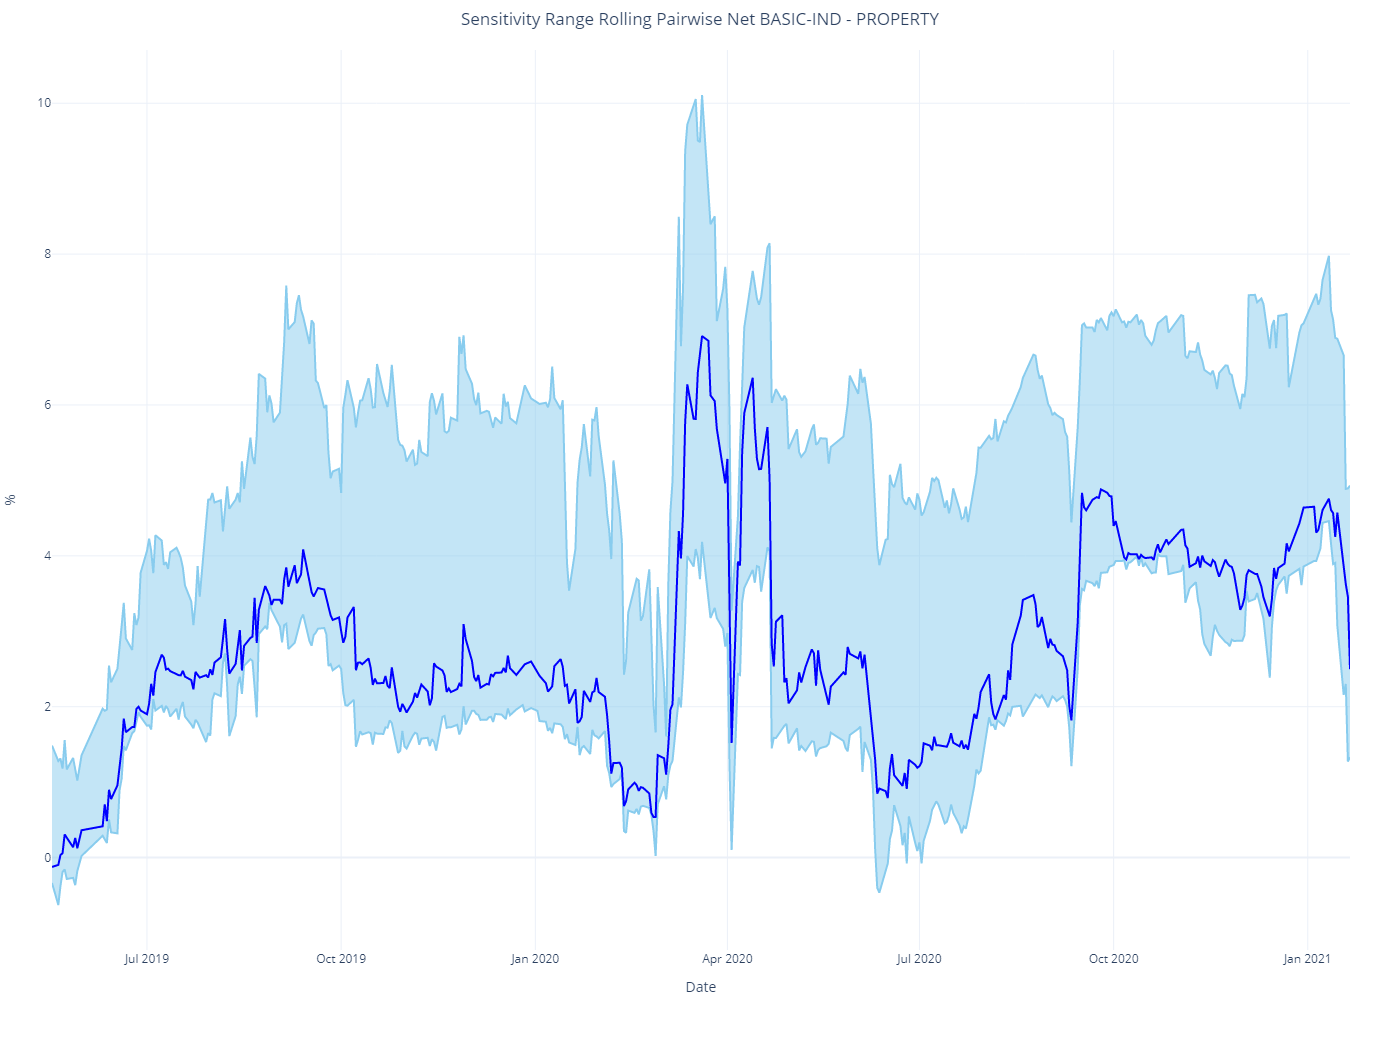 Sensitivity Range Rolling Pairwise Net BASIC-IND - PROPERTY
10
8
6
4
2
0
%
Jul 2019
Oct 2019
Jan 2020
Apr 2020
Jul 2020
Oct 2020
Jan 2021
Date